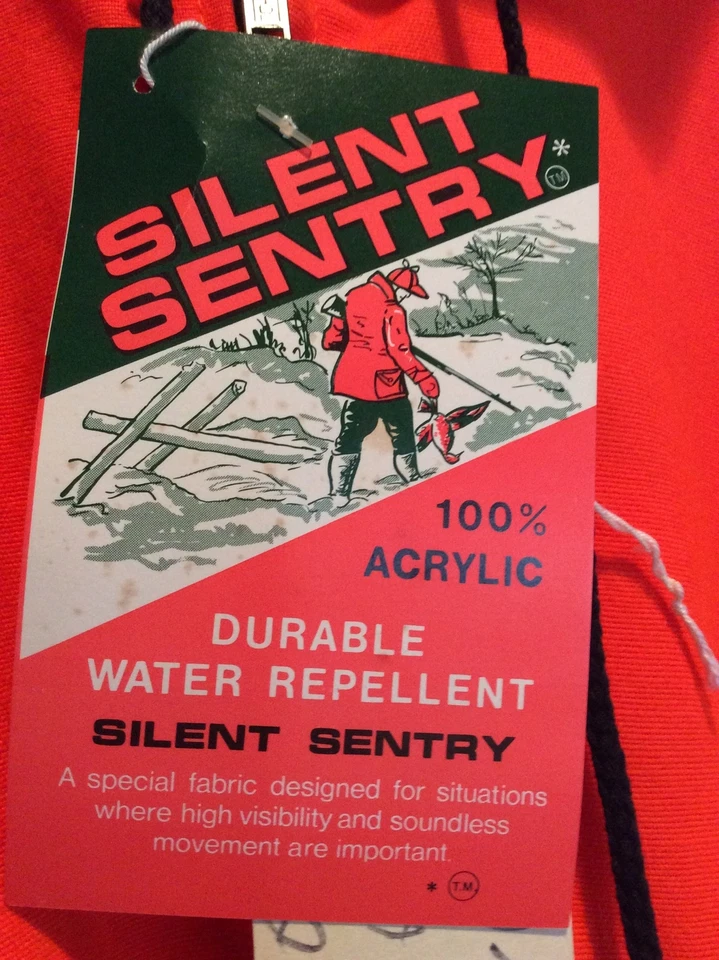 SILENT
SENTRY*
TM
100%
ACRYLIC
DURABLE
WATER REPELLENT
SILENT SENTRY
A special fabric designed for situations
where high visibility and soundless
movement are important.
* T.M.